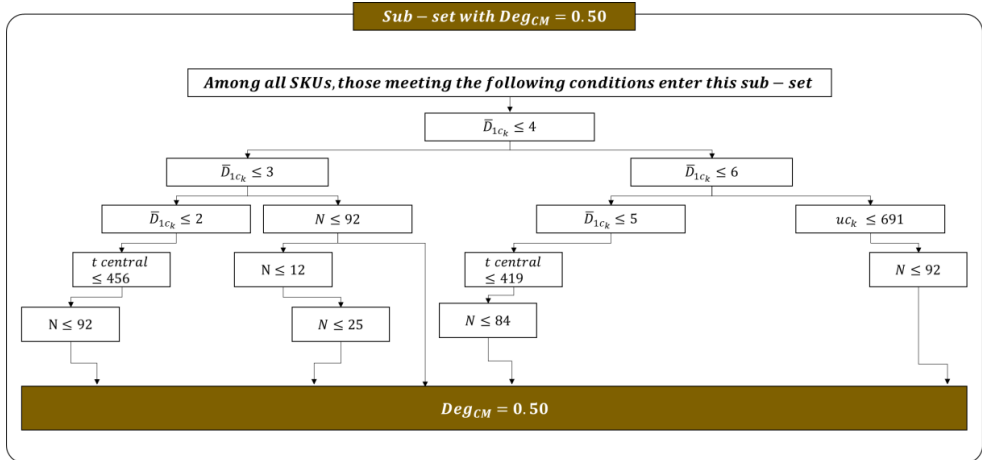 Sub − set with Deg_CM = 0.50
Among all SKUs, those meeting the following conditions enter this sub − set
D̅_1c_k ≤ 4
D̅_1c_k ≤ 3
D̅_1c_k ≤ 6
D̅_1c_k ≤ 2
N ≤ 92
D̅_1c_k ≤ 5
uc_k ≤ 691
t central
≤ 456
N ≤ 12
t central
≤ 419
N ≤ 92
N ≤ 92
N ≤ 25
N ≤ 84
Deg_CM = 0.50